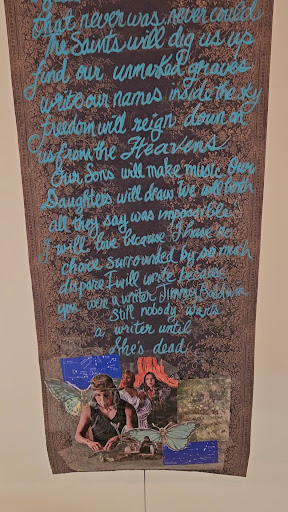 that never was, never could
The Saints will dig us up
find our unmarked graves
write our names inside the sky
freedom will reign down on
us from the Heavens
Our Sons will make music Our
Daughters will draw we will birth
all they say was impossible
I will love because I have no
choice surrounded by so much
dispare I will write because
you were a writer Jimmy Baldwin
Still nobody wants
a writer until
She's dead